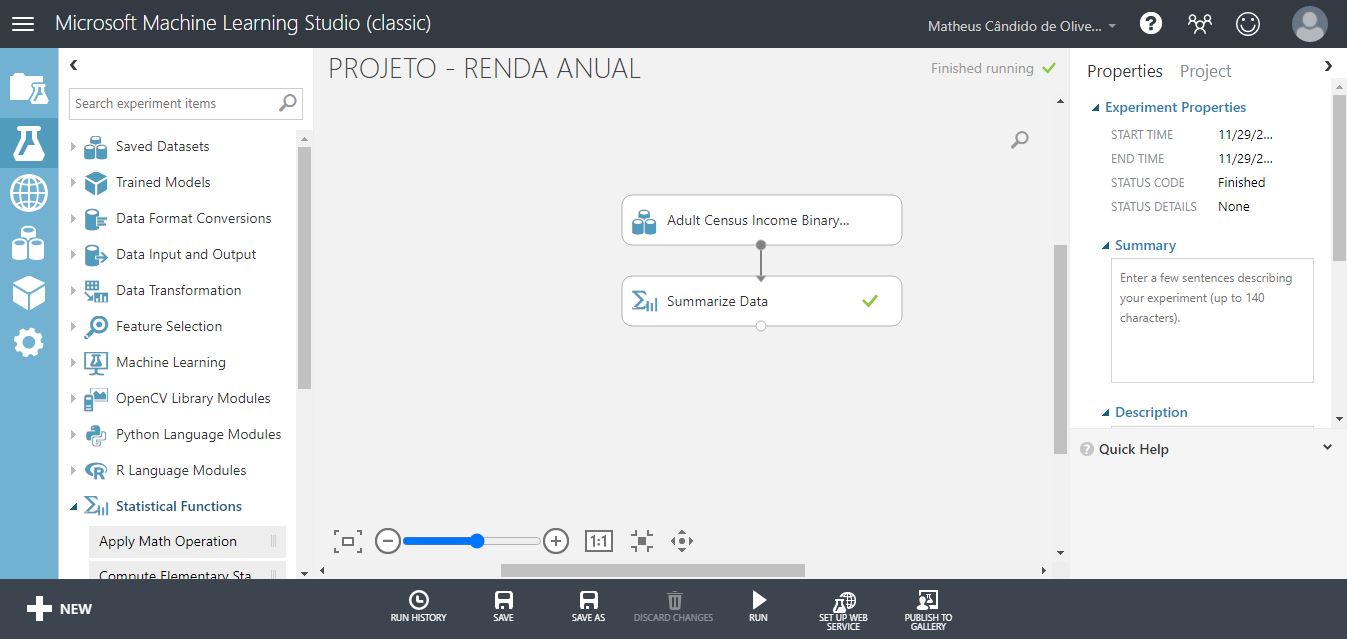 Microsoft Machine Learning Studio (classic)
Matheus Cândido de Olive...
?
PROJETO - RENDA ANUAL
Finished running
Search experiment items
Saved Datasets
Trained Models
Data Format Conversions
Data Input and Output
Data Transformation
Feature Selection
Machine Learning
OpenCV Library Modules
Python Language Modules
R Language Modules
Statistical Functions
Apply Math Operation
Compute Elementary Sta
Adult Census Income Binary...
Summarize Data
1:1
Properties Project
Experiment Properties
START TIME 11/29/2...
END TIME 11/29/2...
STATUS CODE Finished
STATUS DETAILS None
Summary
Enter a few sentences describing
your experiment (up to 140
characters).
Description
? Quick Help
NEW
RUN HISTORY
SAVE
SAVE AS
DISCARD CHANGES
RUN
SET UP WEB
SERVICE
PUBLISH TO
GALLERY